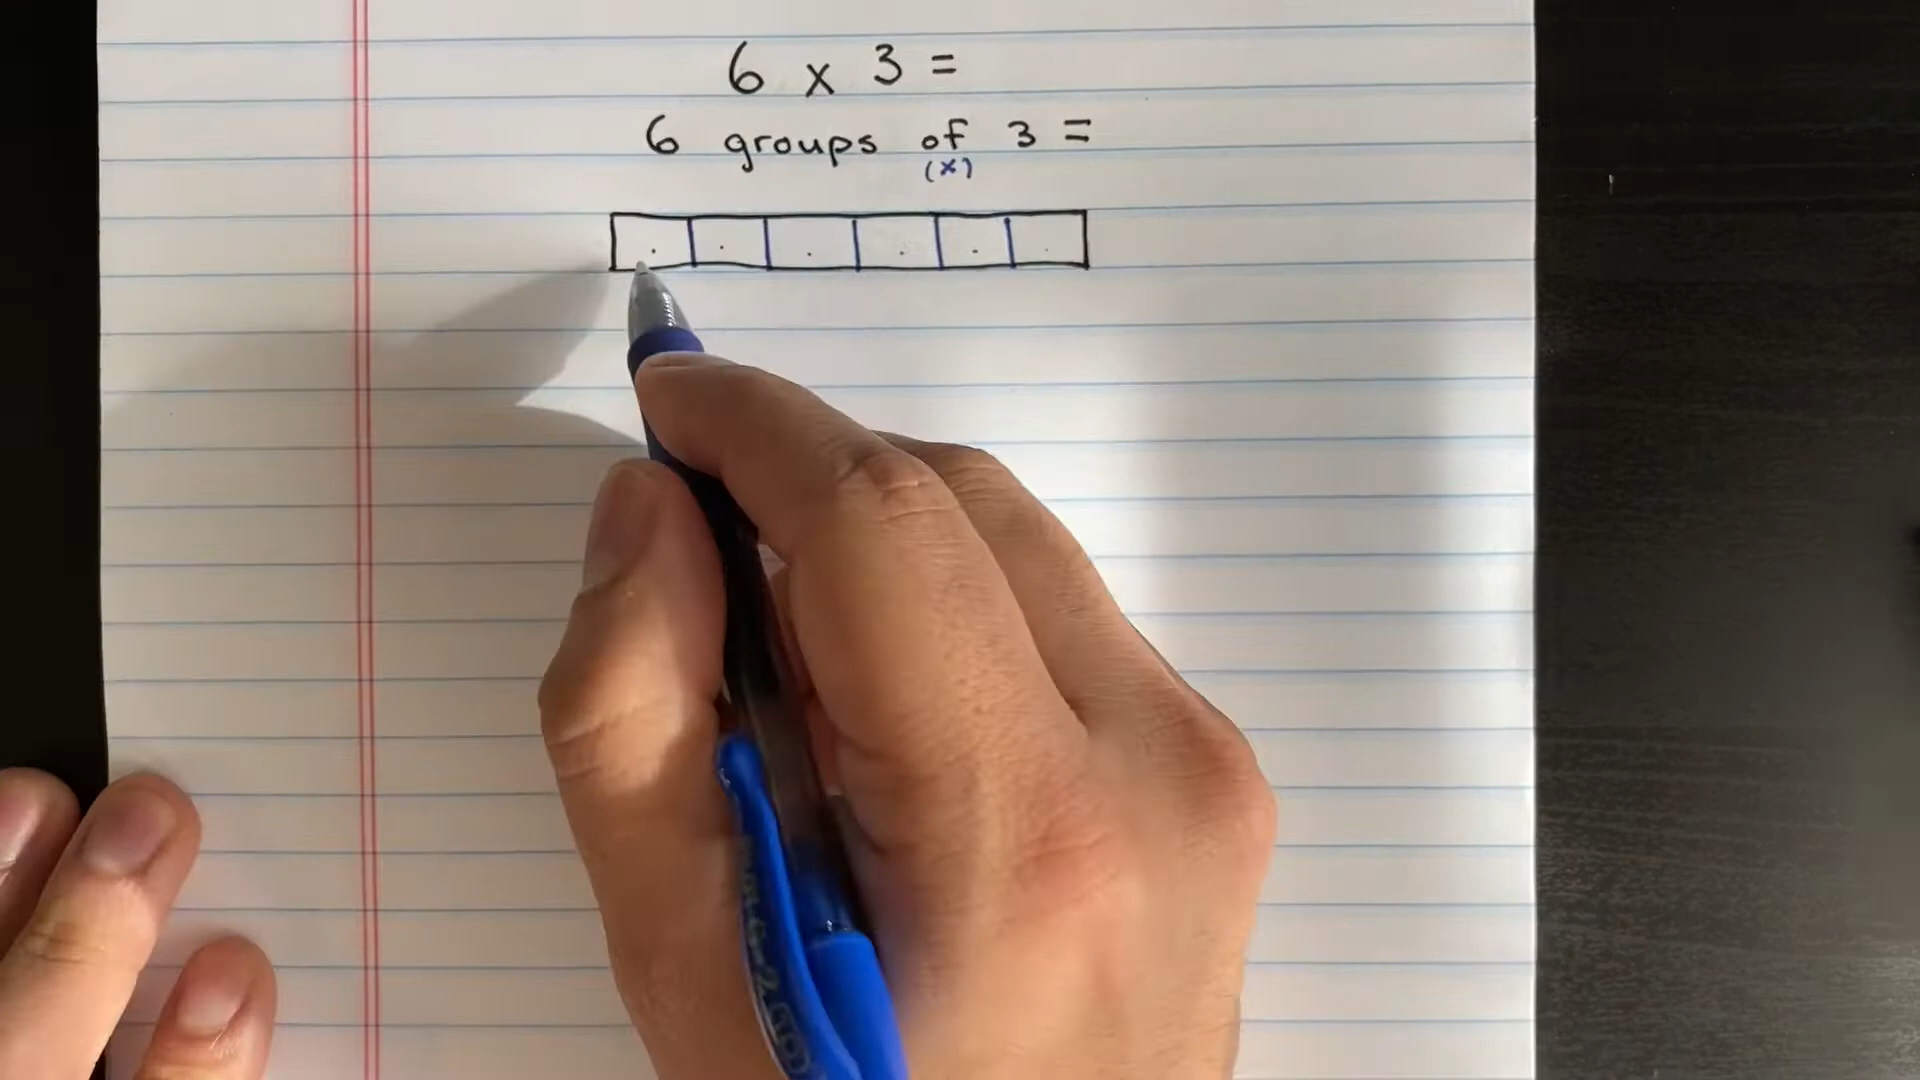 6 x 3 =
6 groups of 3 =
(x)